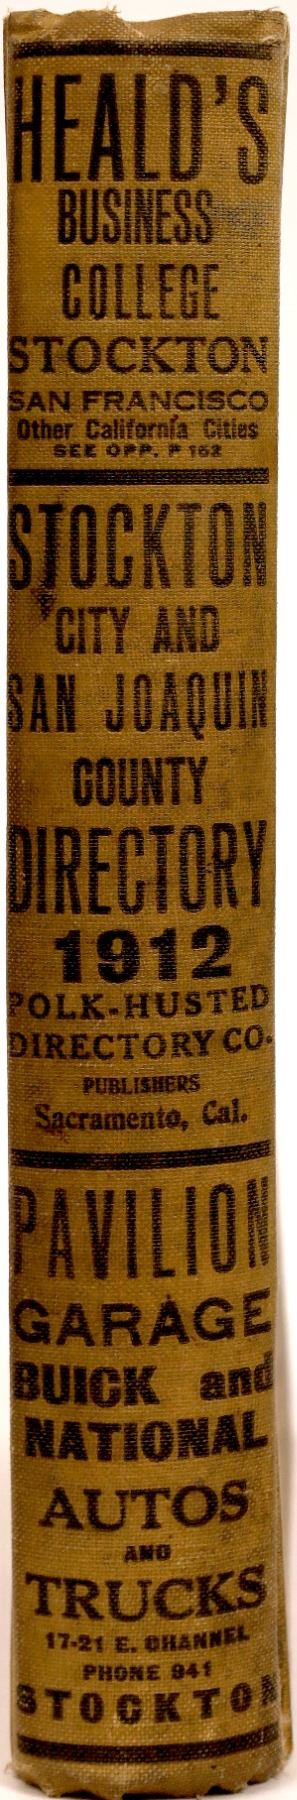 HEALD'S
BUSINESS
COLLEGE
STOCKTON
SAN FRANCISCO
Other California Cities
SEE OPP. P 152
STOCKTON
CITY AND
SAN JOAQUIN
COUNTY
DIRECTORY
1912
POLK-HUSTED
DIRECTORY CO.
PUBLISHERS
Sacramento, Cal.
PAVILION
GARAGE
BUICK and
NATIONAL
AUTOS
AND
TRUCKS
17-21 E. CHANNEL
PHONE 941
STOCKTON